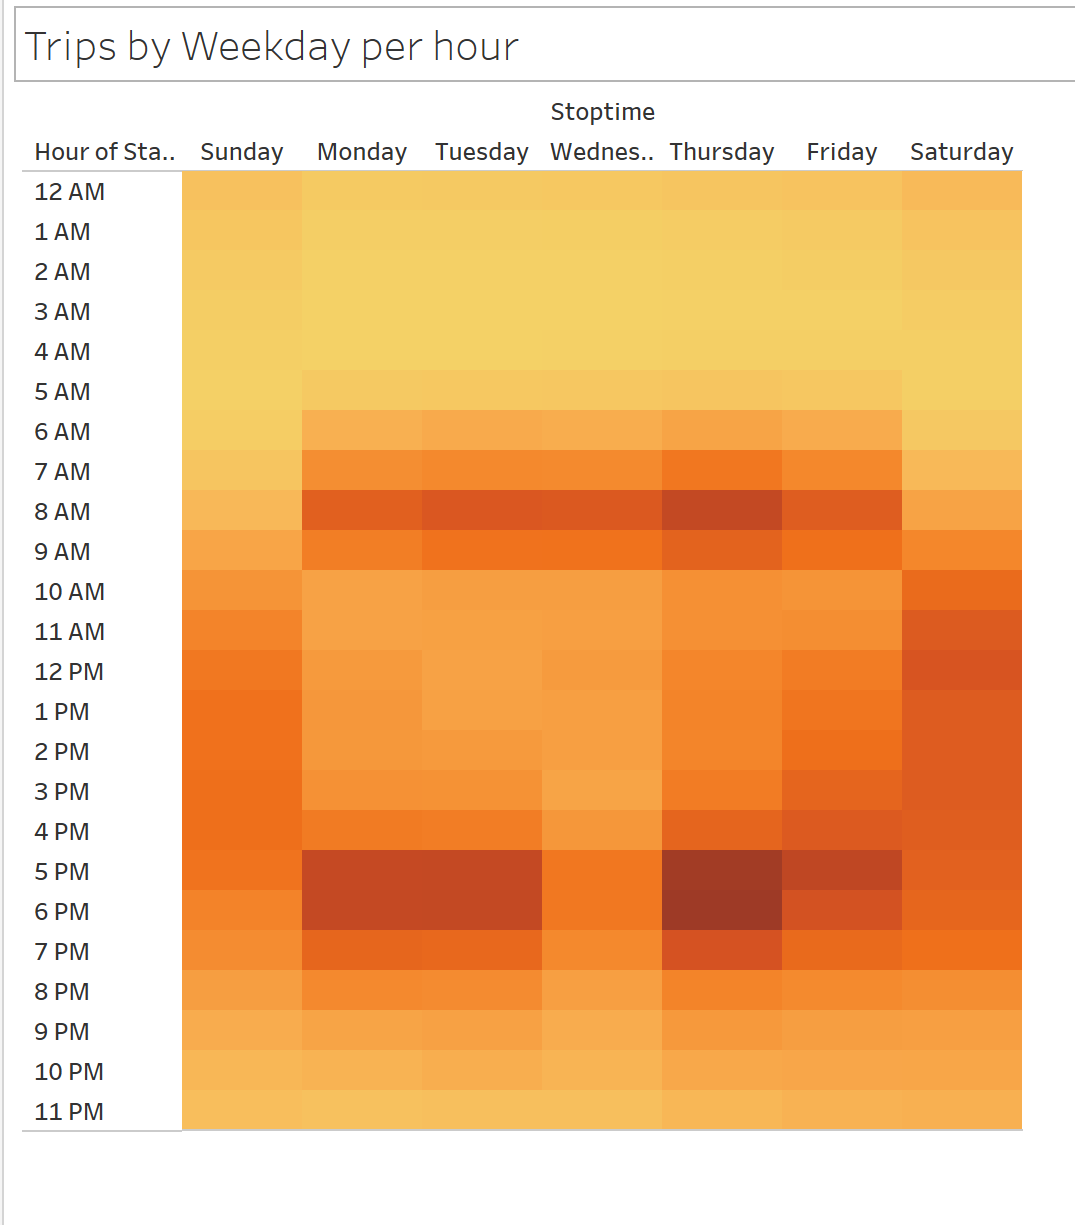 Trips by Weekday per hour
Stoptime
Hour of Sta.. Sunday Monday Tuesday Wednes.. Thursday Friday Saturday
12 AM
1 AM
2 AM
3 AM
4 AM
5 AM
6 AM
7 AM
8 AM
9 AM
10 AM
11 AM
12 PM
1 PM
2 PM
3 PM
4 PM
5 PM
6 PM
7 PM
8 PM
9 PM
10 PM
11 PM